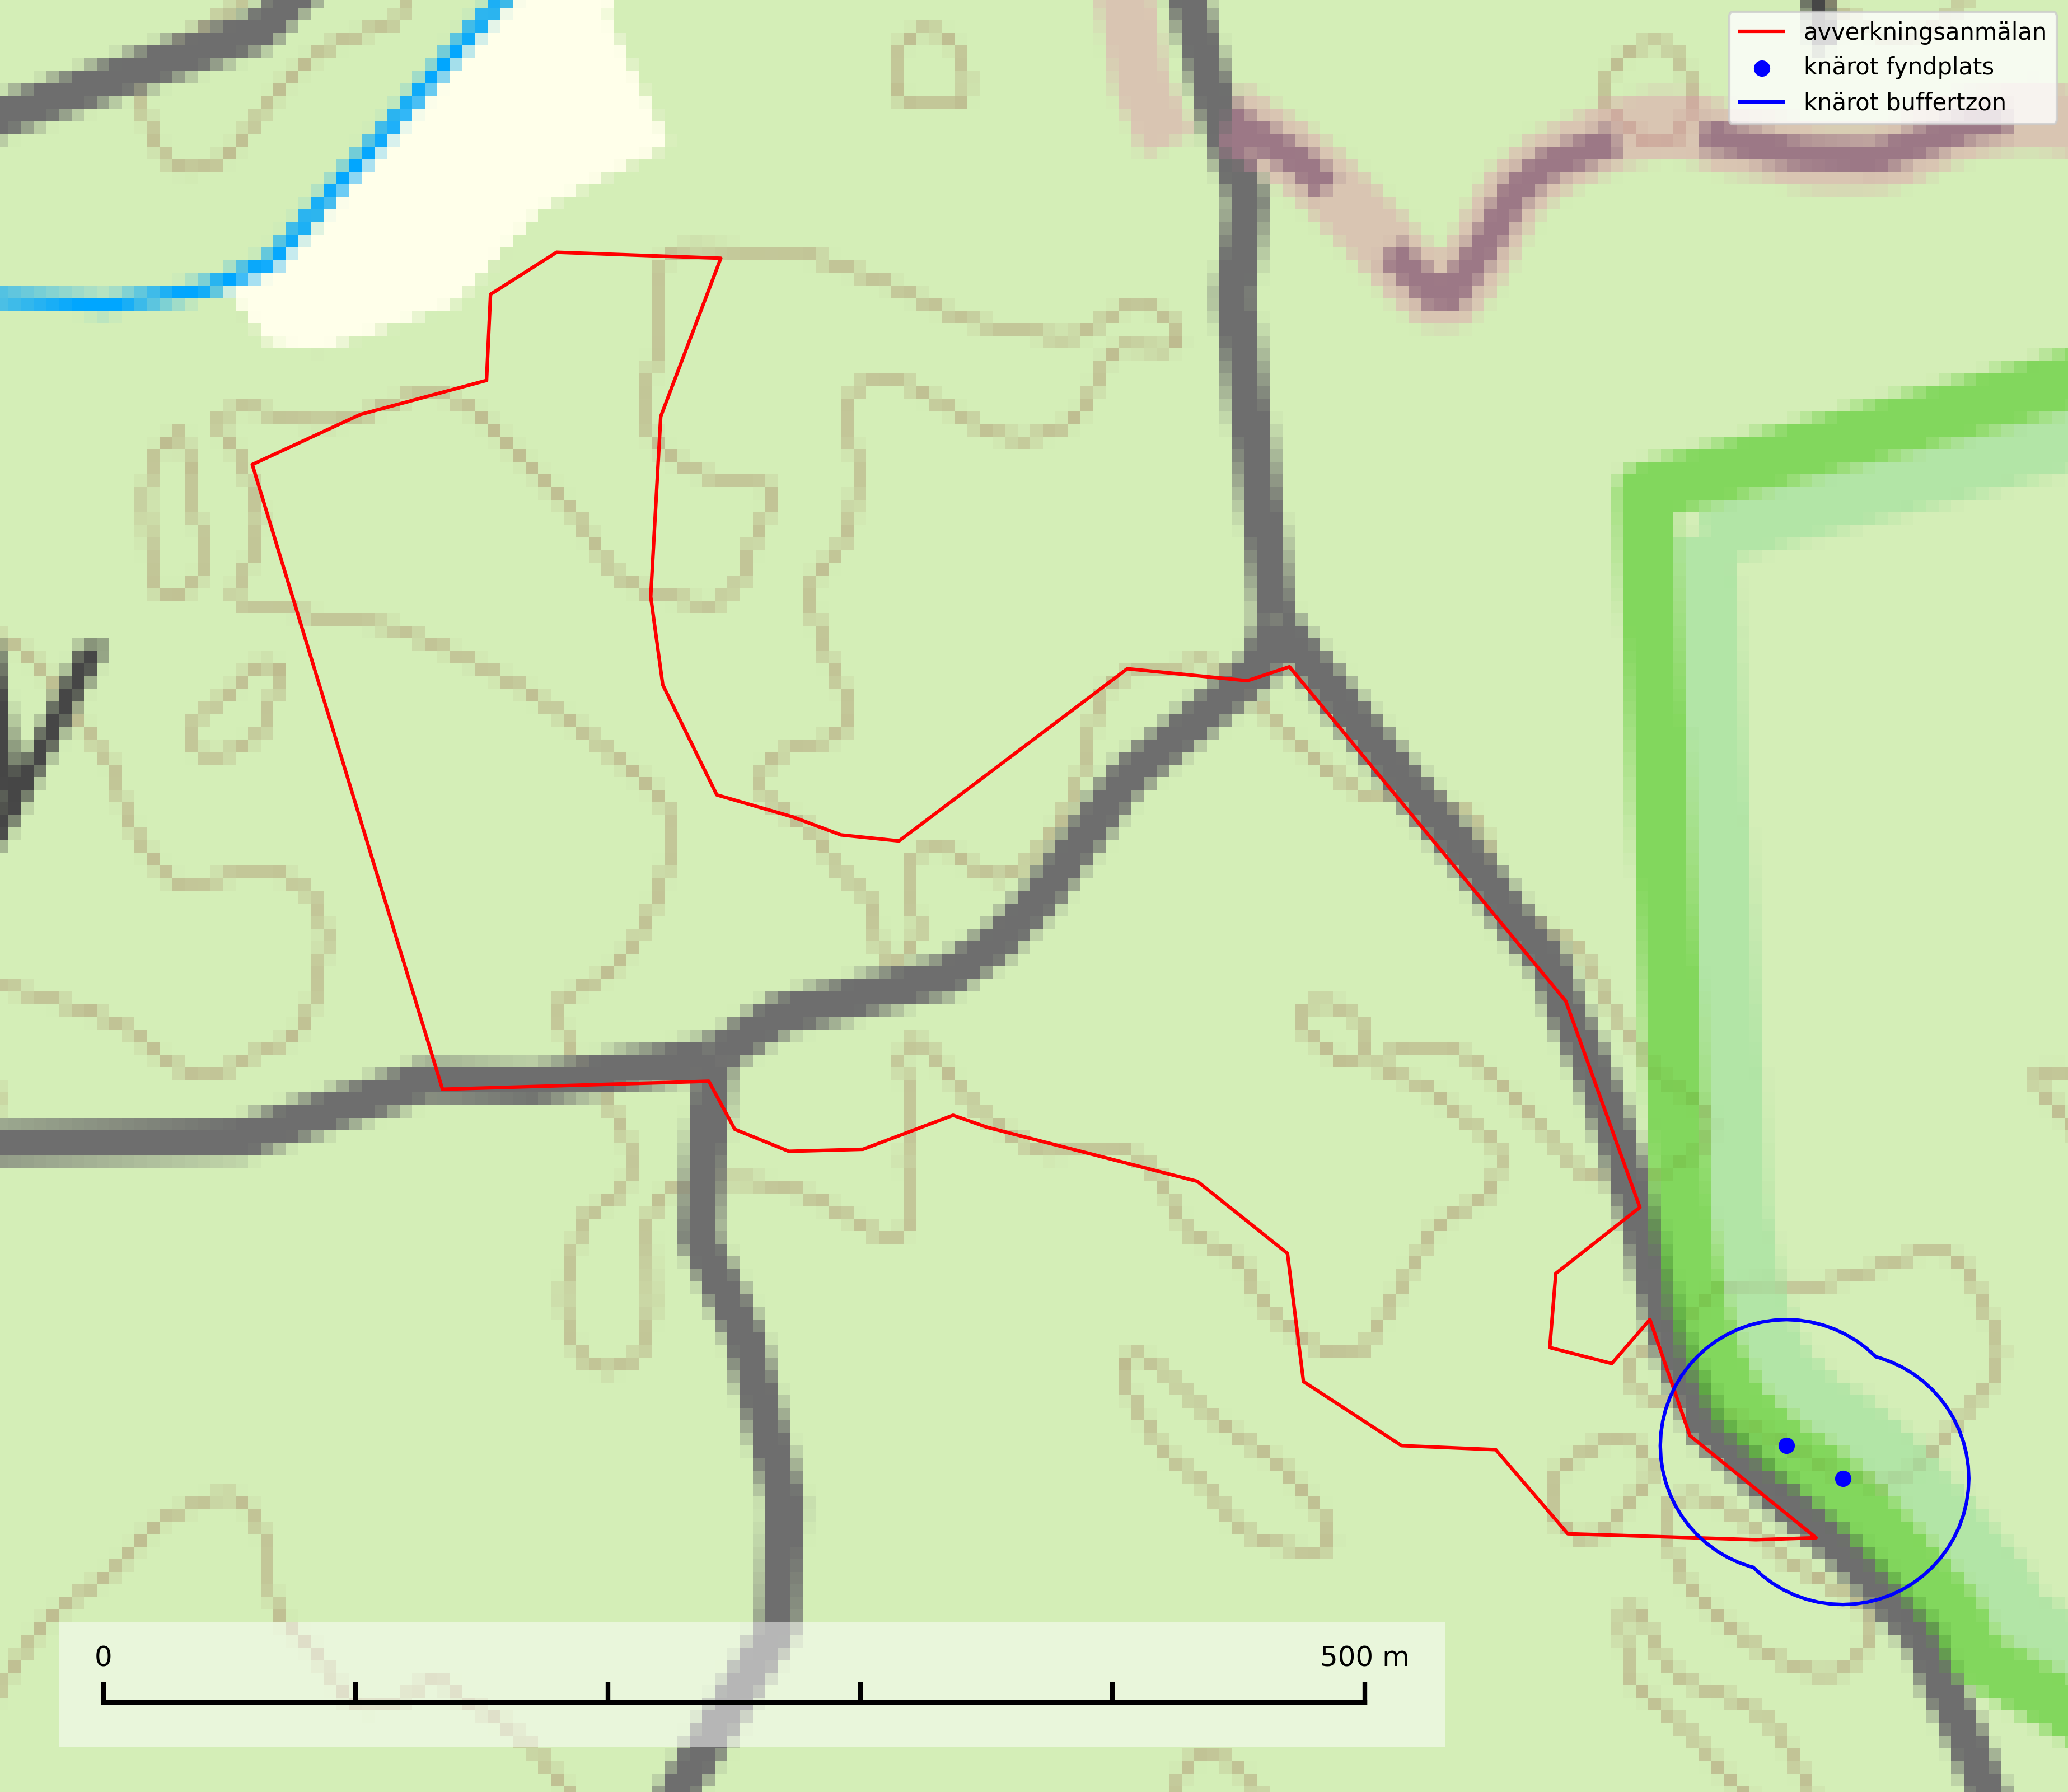 avverkningsanmälan
knärot fyndplats
knärot buffertzon
0 500 m